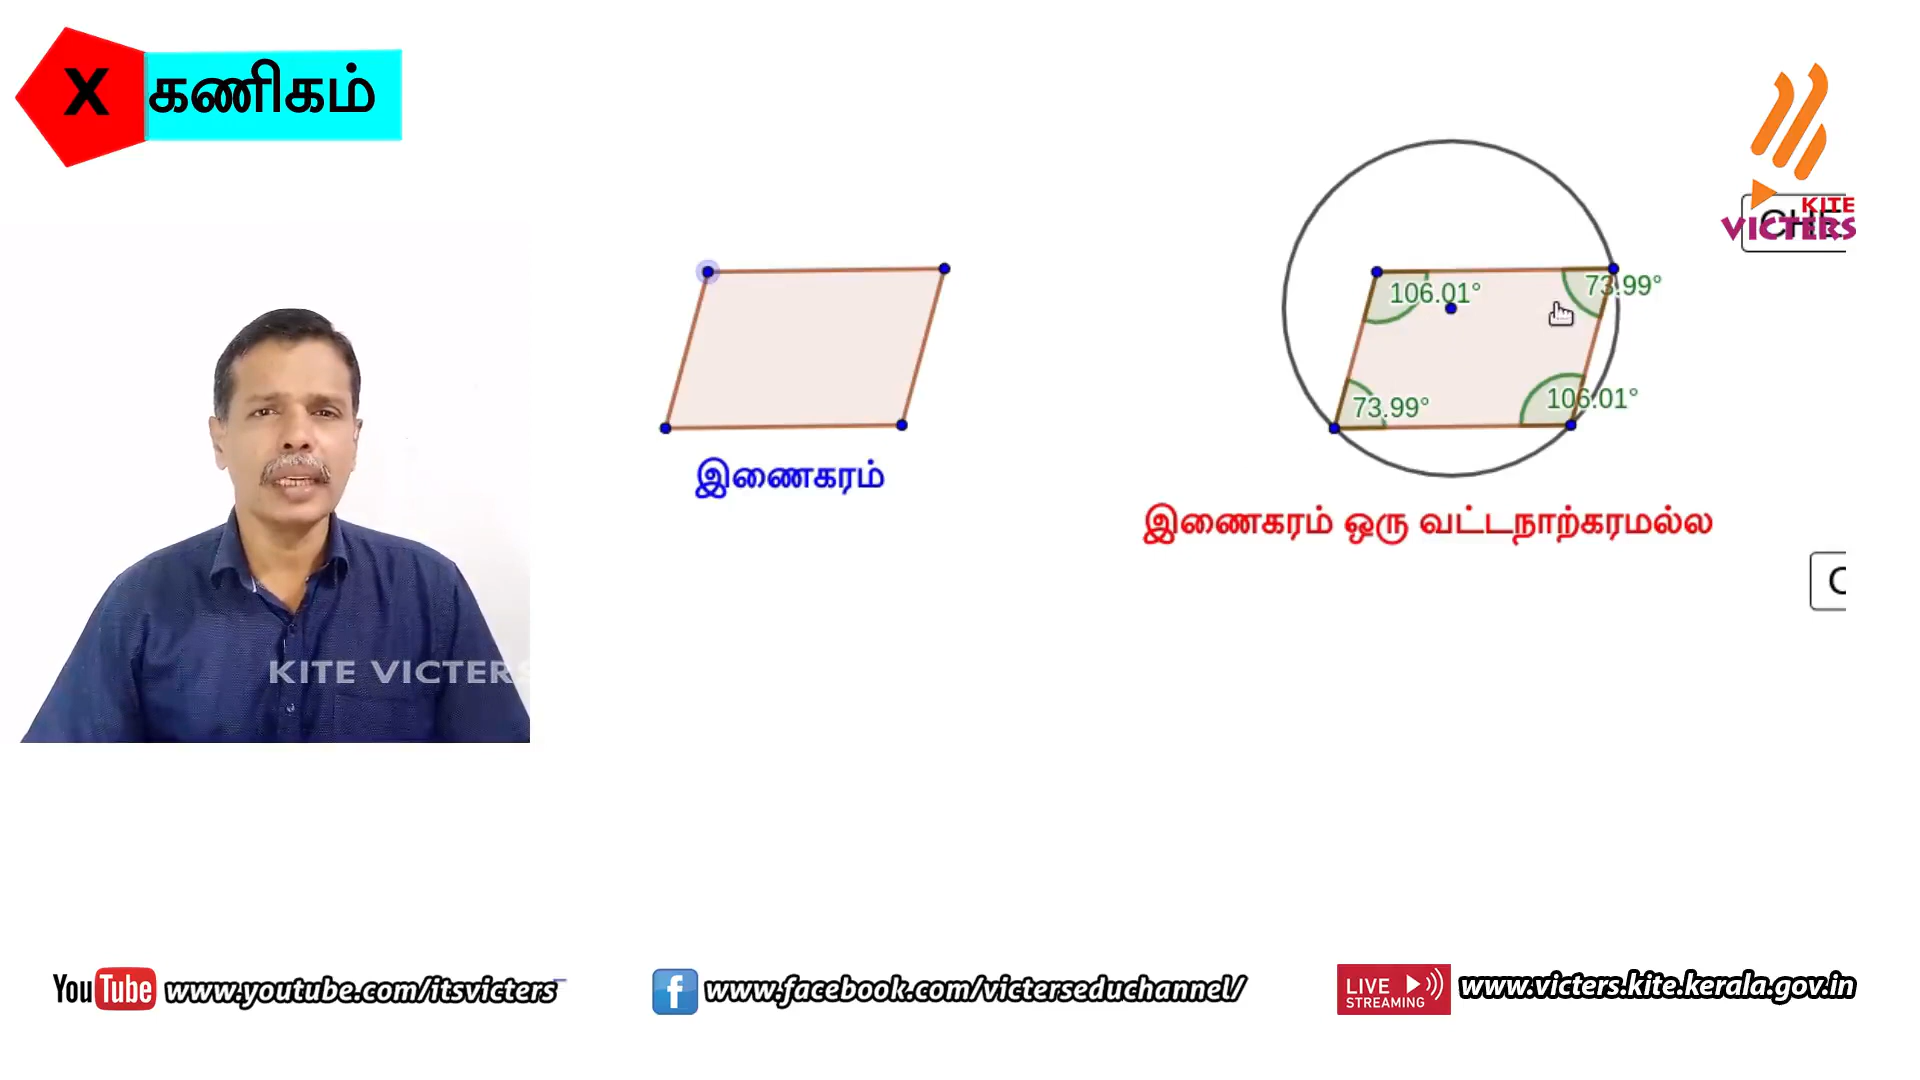 X கணிதம்
KITE
VICTERS
106.01°
73.99°
73.99°
106.01°
இணைகரம்
இணைகரம் ஒரு வட்டநாற்கரமல்ல
KITE VICTERS
YouTube www.youtube.com/itsvicters
f www.facebook.com/victerseduchannel/
LIVE STREAMING www.victers.kite.kerala.gov.in